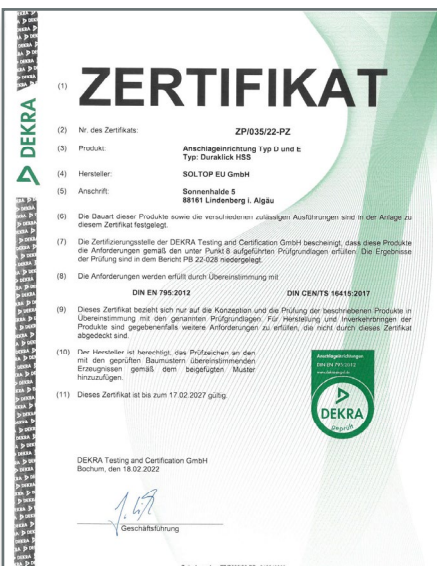 DEKRA
(1) ZERTIFIKAT
(2) Nr. des Zertifikats: ZP/035/22-PZ
(3) Produkt: Anschlageinrichtung Typ D und E
Typ: Duraklick HSS
(4) Hersteller: SOLTOP EU GmbH
(5) Anschrift: Sonnenhalde 5
88161 Lindenberg i. Algäu
(6) Die Bauart dieser Produkte sowie die verschiedenen zulässigen Ausführungen sind in der Anlage zu
diesem Zertifikat festgelegt.
(7) Die Zertifizierungsstelle der DEKRA Testing and Certification GmbH bescheinigt, dass diese Produkte
die Anforderungen gemäß den unter Punkt 8 aufgeführten Prüfgrundlagen erfüllen. Die Ergebnisse
der Prüfung sind in dem Bericht PB 22-028 niedergelegt.
(8) Die Anforderungen werden erfüllt durch Übereinstimmung mit
DIN EN 795:2012 DIN CEN/TS 16415:2017
(9) Dieses Zertifikat bezieht sich nur auf die Konzeption und die Prüfung der beschriebenen Produkte in
Übereinstimmung mit den genannten Prüfgrundlagen. Für Herstellung und Inverkehrbringen der
Produkte sind gegebenenfalls weitere Anforderungen zu erfüllen, die nicht durch dieses Zertifikat
abgedeckt sind.
(10) Der Hersteller ist berechtigt, das Prüfzeichen an den
mit den geprüften Baumustern übereinstimmenden
Erzeugnissen gemäß dem beigefügten Muster
hinzuzufügen.
Anschlageinrichtungen
DIN EN 795:2012
DEKRA
geprüft
(11) Dieses Zertifikat ist bis zum 17.02.2027 gültig.
DEKRA Testing and Certification GmbH
Bochum, den 18.02.2022
Geschäftsführung